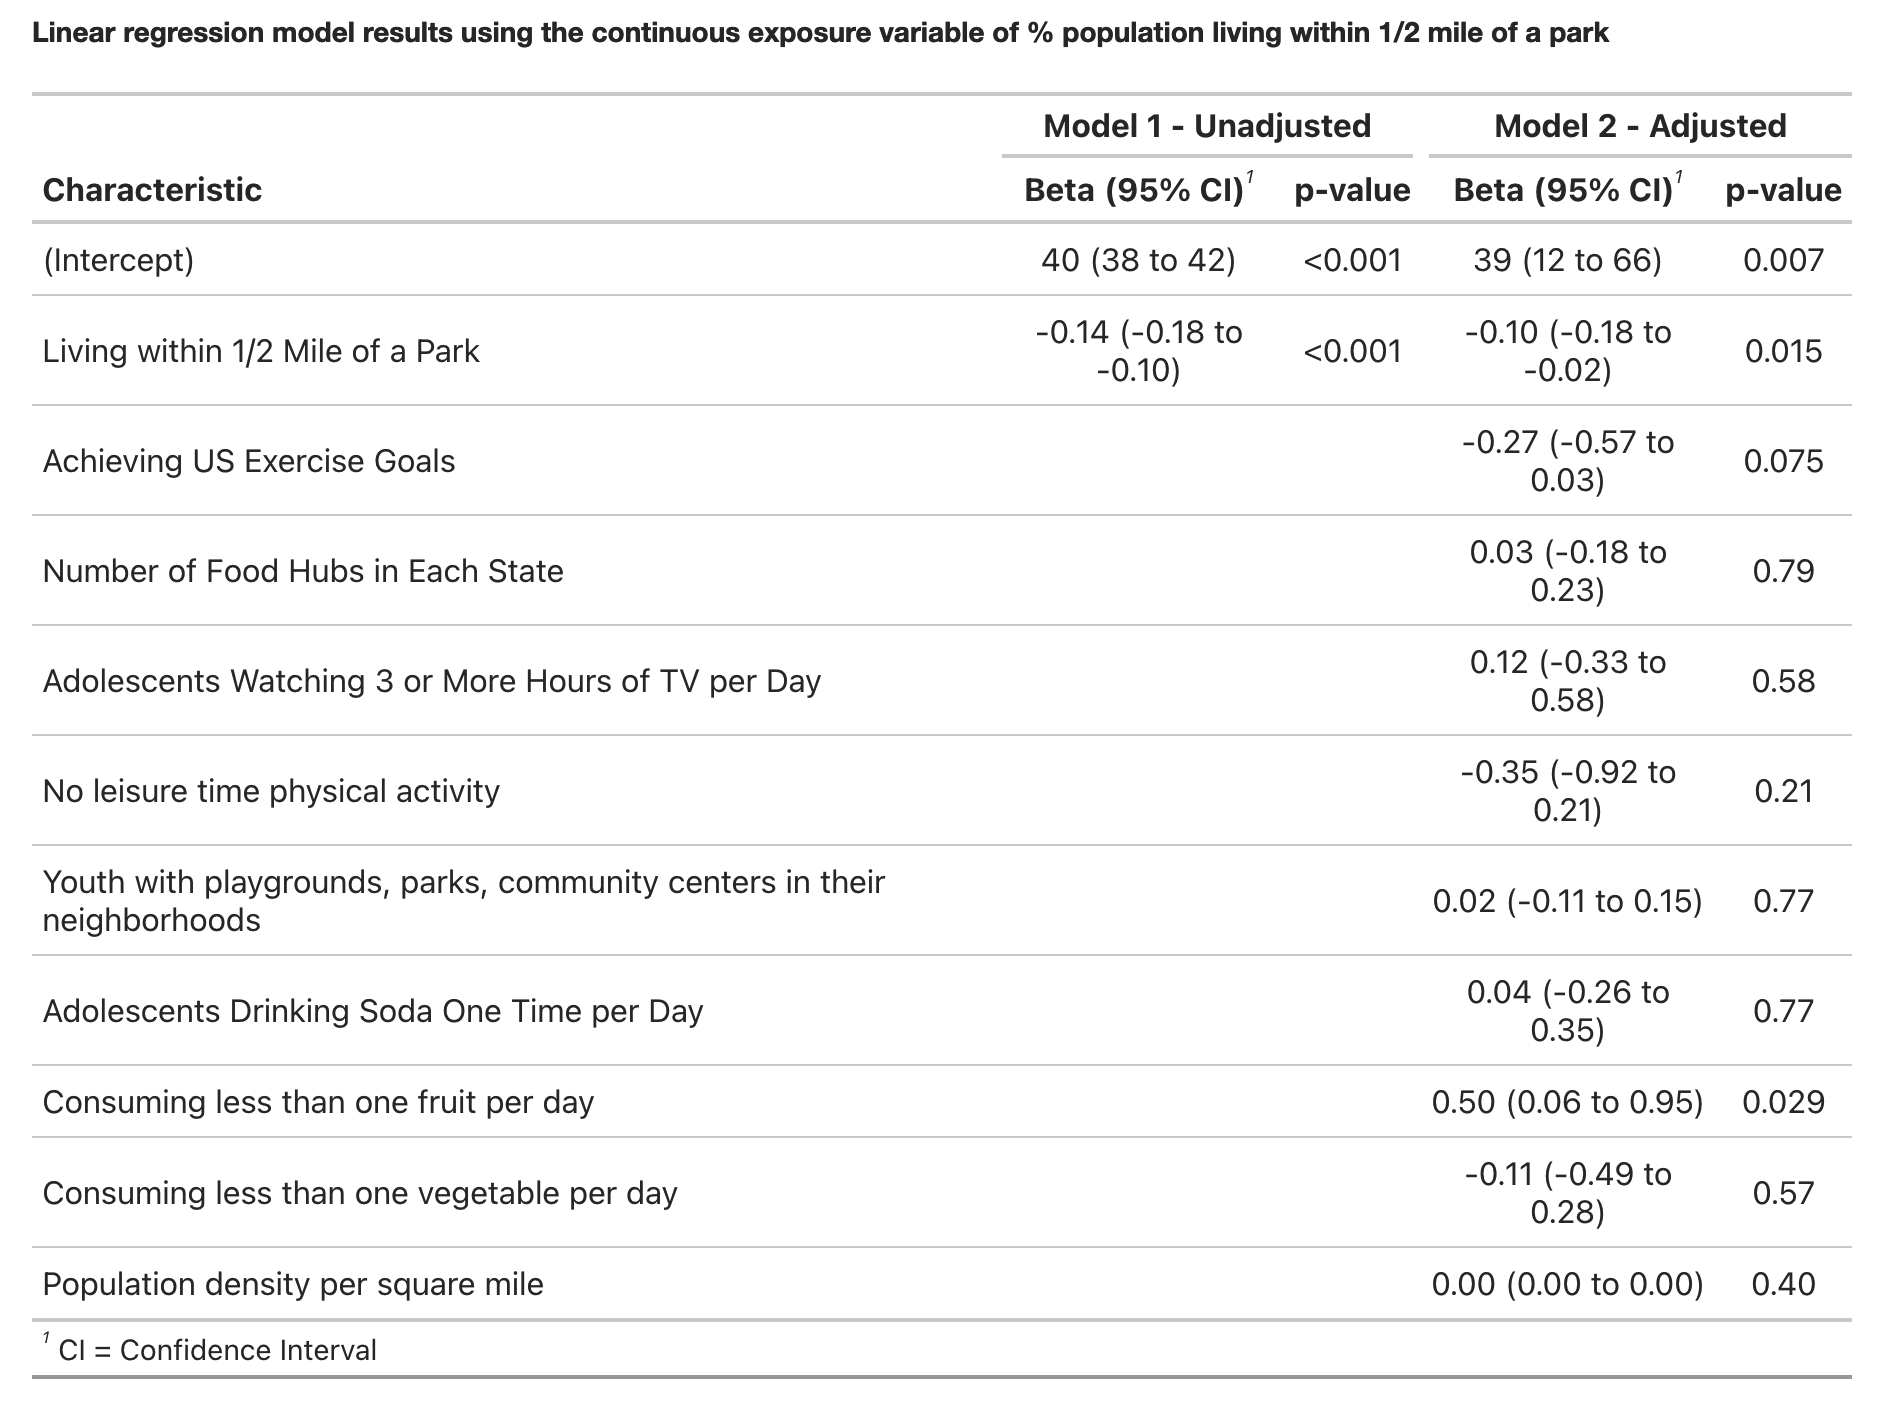 Linear regression model results using the continuous exposure variable of % population living within 1/2 mile of a park
Model 1 - Unadjusted Model 2 - Adjusted
Characteristic Beta (95% CI)¹ p-value Beta (95% CI)¹ p-value
(Intercept) 40 (38 to 42) <0.001 39 (12 to 66) 0.007
Living within 1/2 Mile of a Park -0.14 (-0.18 to -0.10) <0.001 -0.10 (-0.18 to -0.02) 0.015
Achieving US Exercise Goals -0.27 (-0.57 to 0.03) 0.075
Number of Food Hubs in Each State 0.03 (-0.18 to 0.23) 0.79
Adolescents Watching 3 or More Hours of TV per Day 0.12 (-0.33 to 0.58) 0.58
No leisure time physical activity -0.35 (-0.92 to 0.21) 0.21
Youth with playgrounds, parks, community centers in their neighborhoods 0.02 (-0.11 to 0.15) 0.77
Adolescents Drinking Soda One Time per Day 0.04 (-0.26 to 0.35) 0.77
Consuming less than one fruit per day 0.50 (0.06 to 0.95) 0.029
Consuming less than one vegetable per day -0.11 (-0.49 to 0.28) 0.57
Population density per square mile 0.00 (0.00 to 0.00) 0.40
¹ CI = Confidence Interval